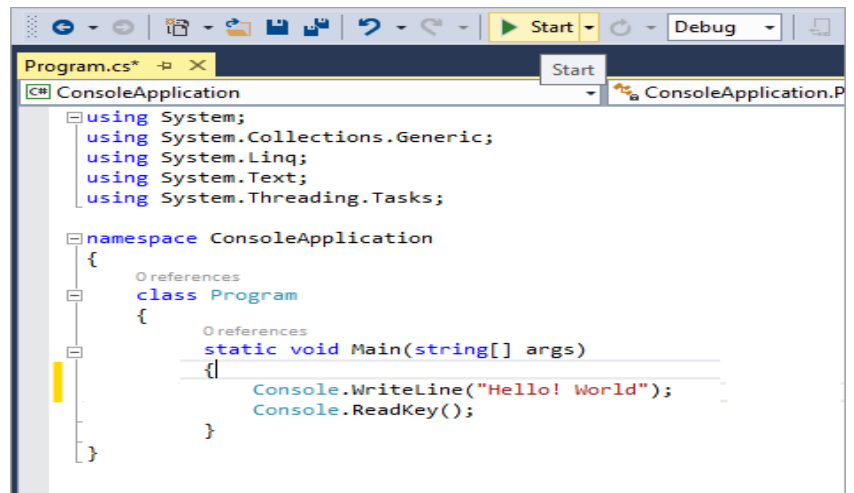 Start
Debug
Program.cs*
Start
C# ConsoleApplication
ConsoleApplication.P
using System;
using System.Collections.Generic;
using System.Linq;
using System.Text;
using System.Threading.Tasks;
namespace ConsoleApplication
{
0 references
class Program
{
0 references
static void Main(string[] args)
{
Console.WriteLine("Hello! World");
Console.ReadKey();
}
}